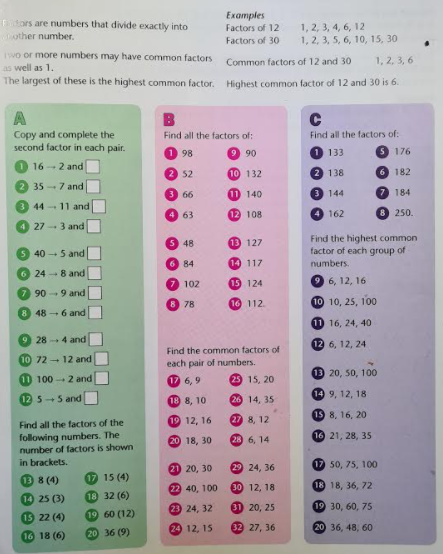 Factors are numbers that divide exactly into
another number.
Two or more numbers may have common factors
as well as 1.
The largest of these is the highest common factor.
Examples
Factors of 12 1, 2, 3, 4, 6, 12
Factors of 30 1, 2, 3, 5, 6, 10, 15, 30
Common factors of 12 and 30 1, 2, 3, 6
Highest common factor of 12 and 30 is 6.
A
Copy and complete the
second factor in each pair.
1 16 → 2 and
2 35 → 7 and
3 44 → 11 and
4 27 → 3 and
5 40 → 5 and
6 24 → 8 and
7 90 → 9 and
8 48 → 6 and
9 28 → 4 and
10 72 → 12 and
11 100 → 2 and
12 5 → 5 and
Find all the factors of the
following numbers. The
number of factors is shown
in brackets.
13 8 (4) 17 15 (4)
14 25 (3) 18 32 (6)
15 22 (4) 19 60 (12)
16 18 (6) 20 36 (9)
B
Find all the factors of:
1 98 9 90
2 52 10 132
3 66 11 140
4 63 12 108
5 48 13 127
6 84 14 117
7 102 15 124
8 78 16 112.
Find the common factors of
each pair of numbers.
17 6, 9 25 15, 20
18 8, 10 26 14, 35
19 12, 16 27 8, 12
20 18, 30 28 6, 14
21 20, 30 29 24, 36
22 40, 100 30 12, 18
23 24, 32 31 20, 25
24 12, 15 32 27, 36
C
Find all the factors of:
1 133 5 176
2 138 6 182
3 144 7 184
4 162 8 250.
Find the highest common
factor of each group of
numbers.
9 6, 12, 16
10 10, 25, 100
11 16, 24, 40
12 6, 12, 24
13 20, 50, 100
14 9, 12, 18
15 8, 16, 20
16 21, 28, 35
17 50, 75, 100
18 18, 36, 72
19 30, 60, 75
20 36, 48, 60